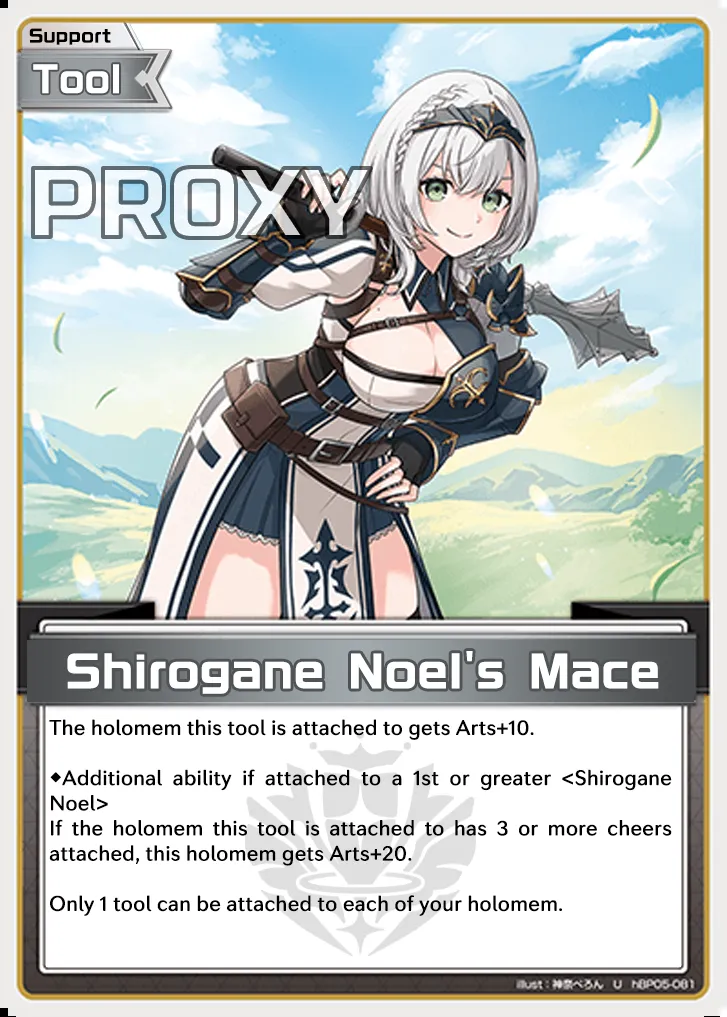 Support
Tool
PROXY
Shirogane Noel's Mace
The holomem this tool is attached to gets Arts+10.
◆Additional ability if attached to a 1st or greater <Shirogane
Noel>
If the holomem this tool is attached to has 3 or more cheers
attached, this holomem gets Arts+20.
Only 1 tool can be attached to each of your holomem.
illust : 神奈ぺろん U hBP05-081